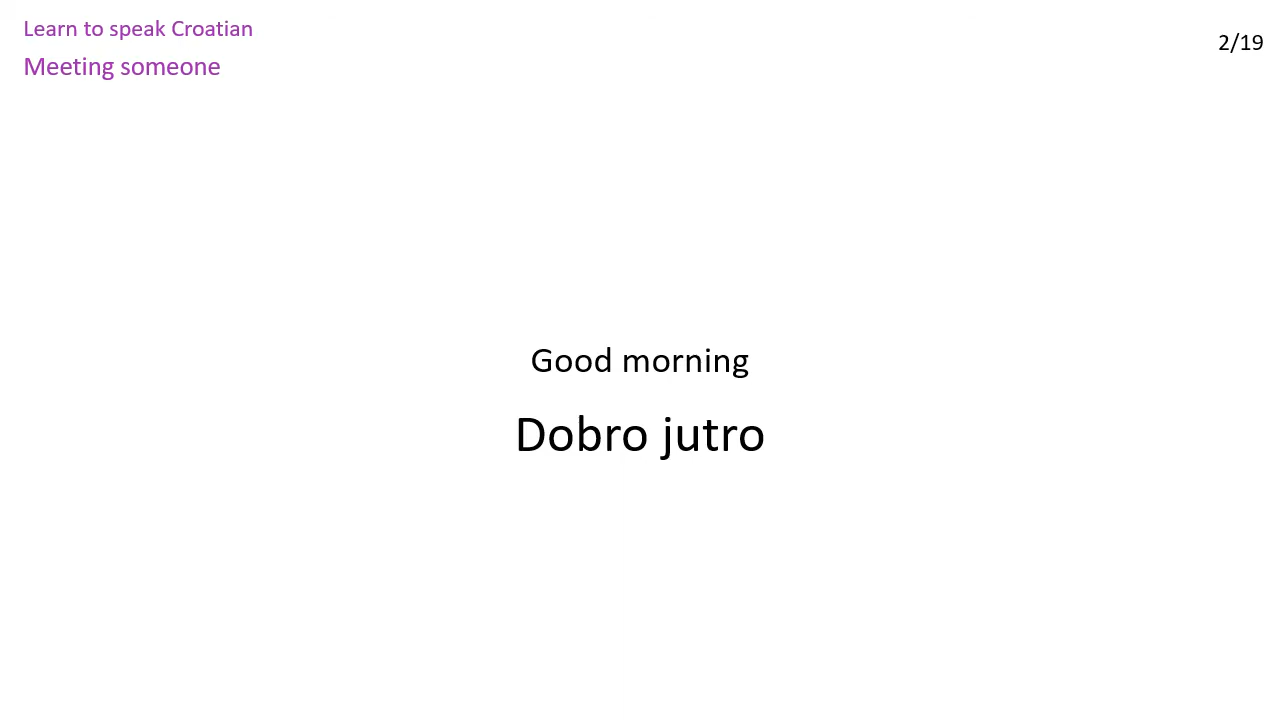 Learn to speak Croatian
Meeting someone
2/19
Good morning
Dobro jutro